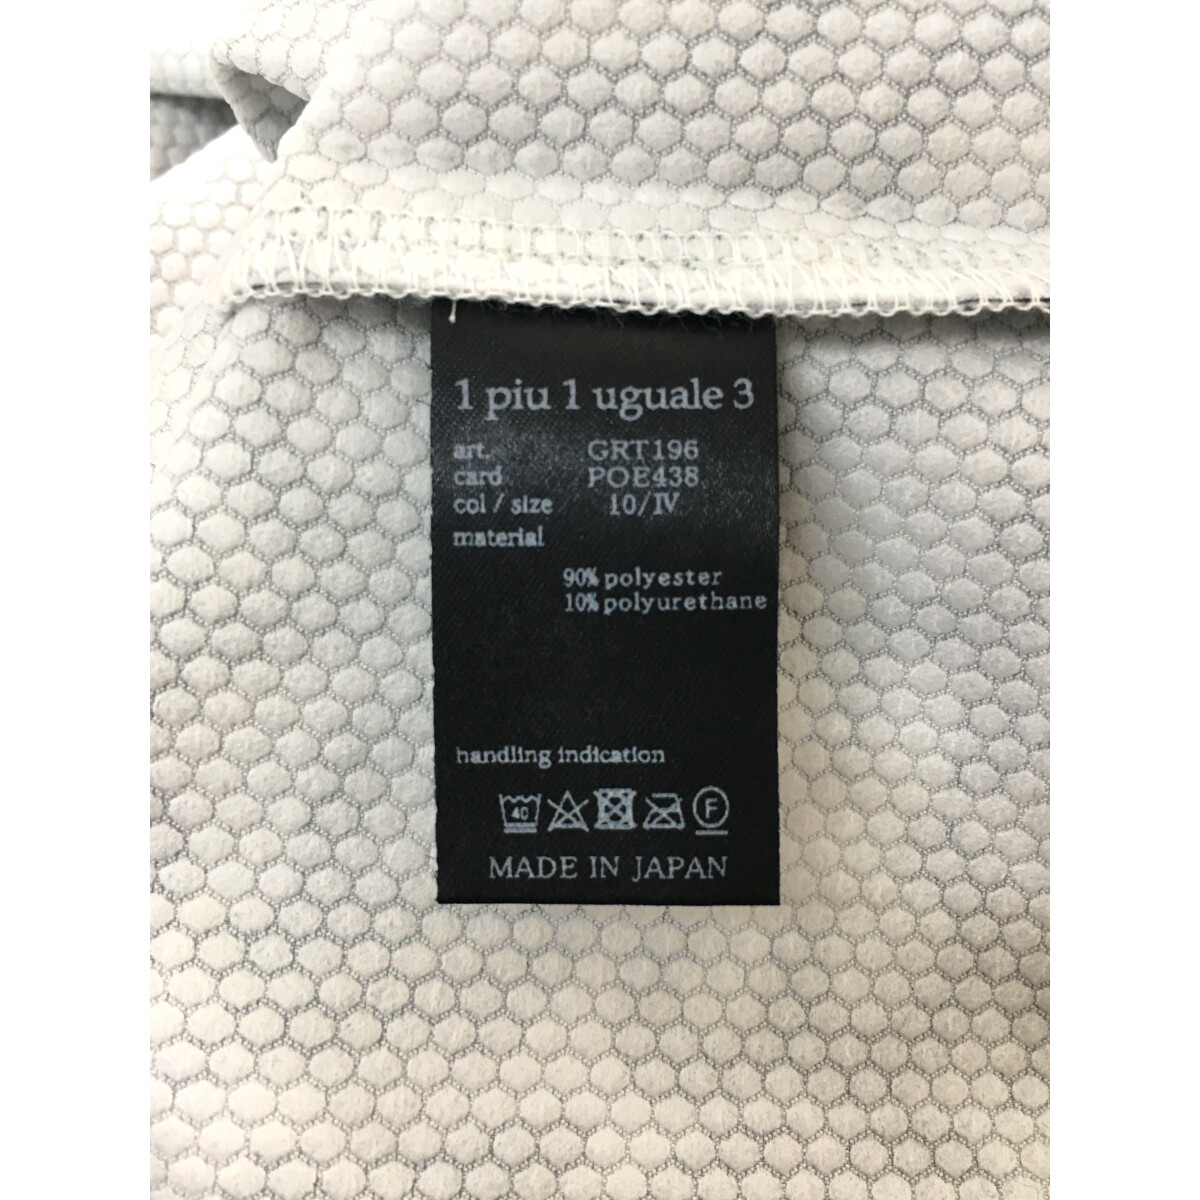 1 piu 1 uguale 3
art. GRT196
card POE438
col / size 10/IV
material
90% polyester
10% polyurethane
handling indication
40 F
MADE IN JAPAN